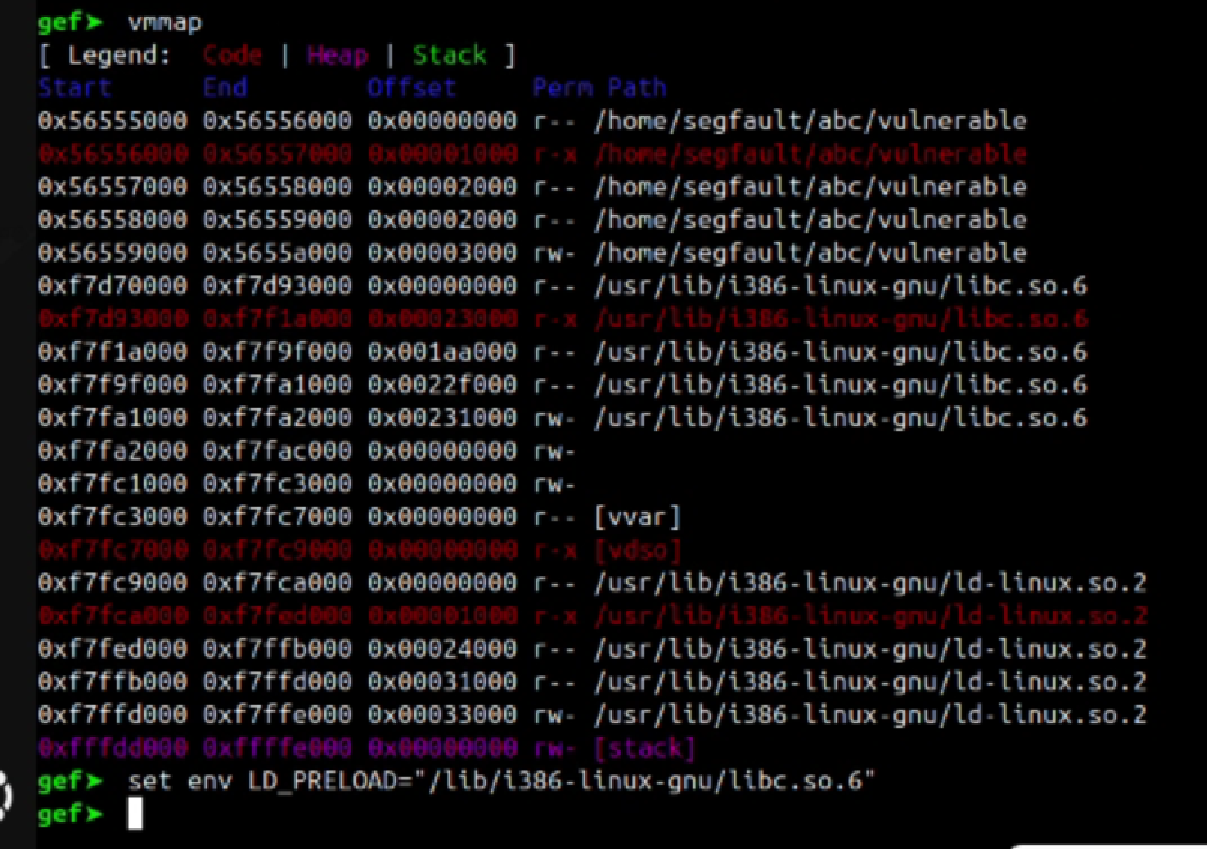 gef➤  vmmap
[ Legend:  Code | Heap | Stack ]
Start      End        Offset     Perm Path
0x56555000 0x56556000 0x00000000 r-- /home/segfault/abc/vulnerable
0x56556000 0x56557000 0x00001000 r-x /home/segfault/abc/vulnerable
0x56557000 0x56558000 0x00002000 r-- /home/segfault/abc/vulnerable
0x56558000 0x56559000 0x00002000 r-- /home/segfault/abc/vulnerable
0x56559000 0x5655a000 0x00003000 rw- /home/segfault/abc/vulnerable
0xf7d70000 0xf7d93000 0x00000000 r-- /usr/lib/i386-linux-gnu/libc.so.6
0xf7d93000 0xf7f1a000 0x00023000 r-x /usr/lib/i386-linux-gnu/libc.so.6
0xf7f1a000 0xf7f9f000 0x001aa000 r-- /usr/lib/i386-linux-gnu/libc.so.6
0xf7f9f000 0xf7fa1000 0x0022f000 r-- /usr/lib/i386-linux-gnu/libc.so.6
0xf7fa1000 0xf7fa2000 0x00231000 rw- /usr/lib/i386-linux-gnu/libc.so.6
0xf7fa2000 0xf7fac000 0x00000000 rw-
0xf7fc1000 0xf7fc3000 0x00000000 rw-
0xf7fc3000 0xf7fc7000 0x00000000 r-- [vvar]
0xf7fc7000 0xf7fc9000 0x00000000 r-x [vdso]
0xf7fc9000 0xf7fca000 0x00000000 r-- /usr/lib/i386-linux-gnu/ld-linux.so.2
0xf7fca000 0xf7fed000 0x00001000 r-x /usr/lib/i386-linux-gnu/ld-linux.so.2
0xf7fed000 0xf7ffb000 0x00024000 r-- /usr/lib/i386-linux-gnu/ld-linux.so.2
0xf7ffb000 0xf7ffd000 0x00031000 r-- /usr/lib/i386-linux-gnu/ld-linux.so.2
0xf7ffd000 0xf7ffe000 0x00033000 rw- /usr/lib/i386-linux-gnu/ld-linux.so.2
0xfffdd000 0xffffe000 0x00000000 rw- [stack]
gef➤  set env LD_PRELOAD="/lib/i386-linux-gnu/libc.so.6"
gef➤